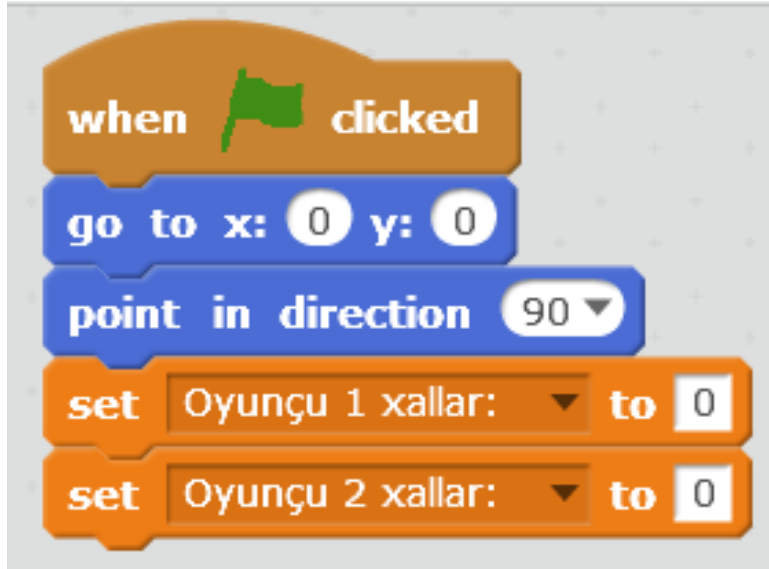 when clicked
go to x: 0 y: 0
point in direction 90
set Oyunçu 1 xallar: to 0
set Oyunçu 2 xallar: to 0